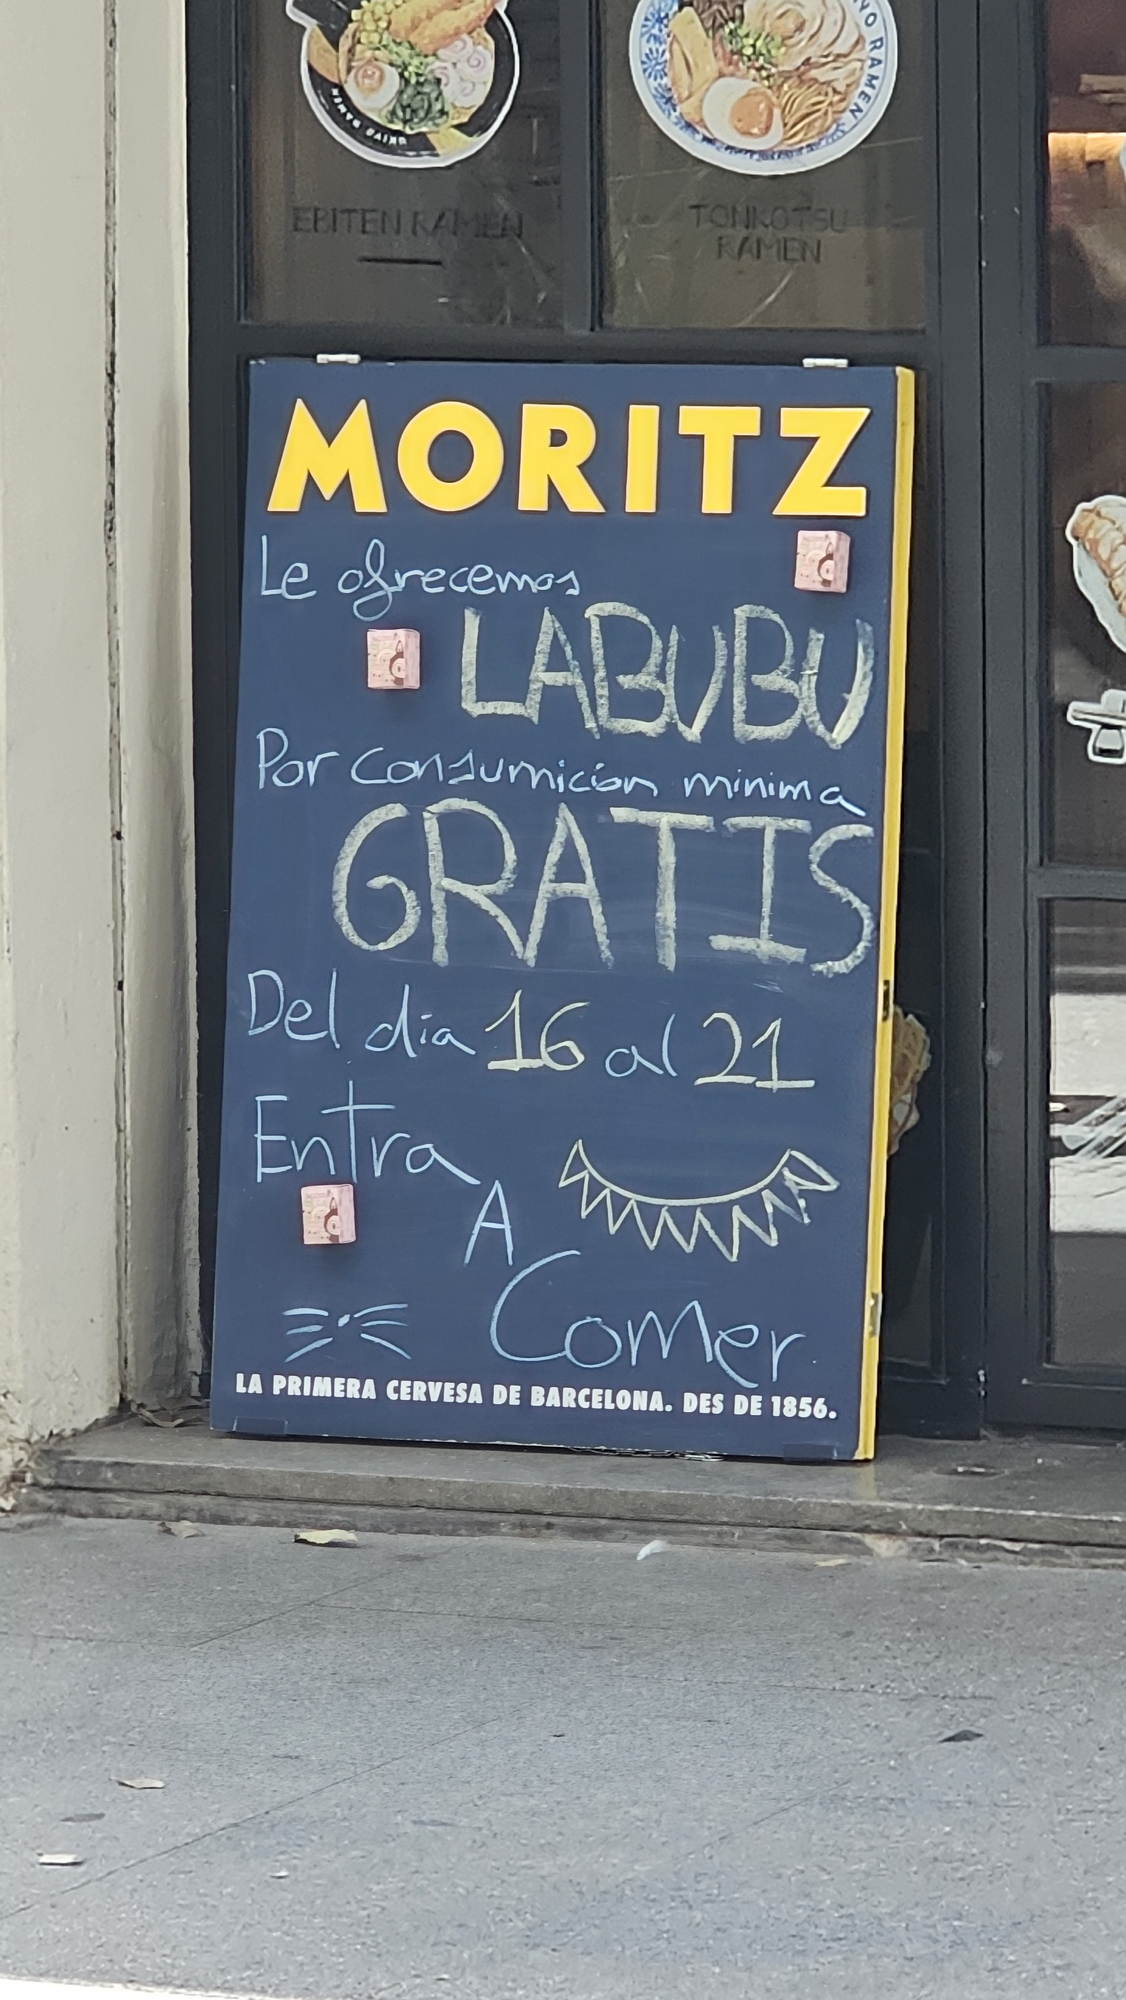 EBITEN RAMEN
TONKOTSU
RAMEN
MORITZ
Le ofrecemos
LABUBU
Por consumición minima
GRATIS
Del dia 16 al 21
Entra
A
Comer
LA PRIMERA CERVESA DE BARCELONA. DES DE 1856.